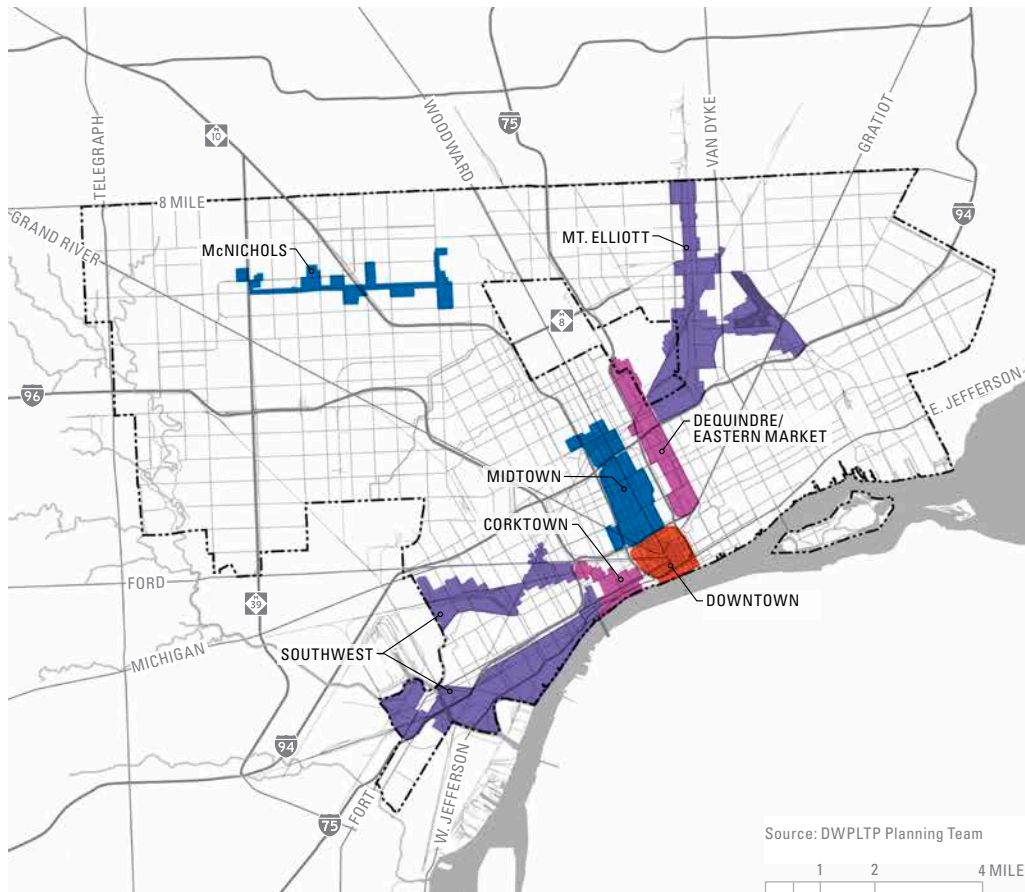 WOODWARD
75
VAN DYKE
GRATIOT
M
10
TELEGRAPH
8 MILE
94
GRAND RIVER
McNICHOLS
MT. ELLIOTT
M
8
96
E. JEFFERSON
DEQUINDRE/
EASTERN MARKET
MIDTOWN
CORKTOWN
FORD
DOWNTOWN
M
39
MICHIGAN
SOUTHWEST
94
FORT
W. JEFFERSON
75
Source: DWPLTP Planning Team
1 2 4 MILE